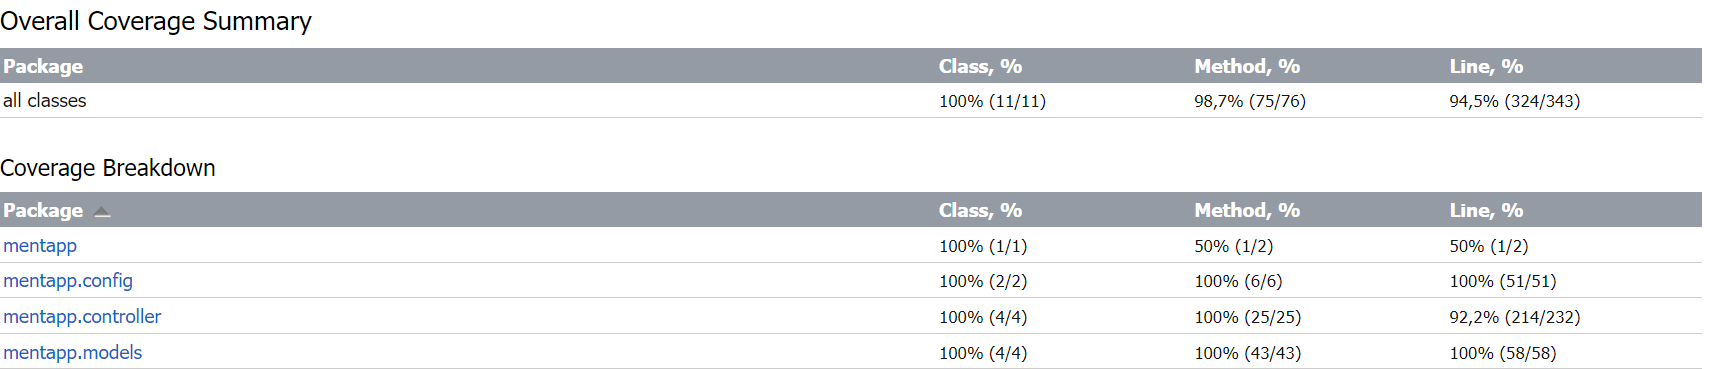 Overall Coverage Summary
Package Class, % Method, % Line, %
all classes 100% (11/11) 98,7% (75/76) 94,5% (324/343)
Coverage Breakdown
Package Class, % Method, % Line, %
mentapp 100% (1/1) 50% (1/2) 50% (1/2)
mentapp.config 100% (2/2) 100% (6/6) 100% (51/51)
mentapp.controller 100% (4/4) 100% (25/25) 92,2% (214/232)
mentapp.models 100% (4/4) 100% (43/43) 100% (58/58)